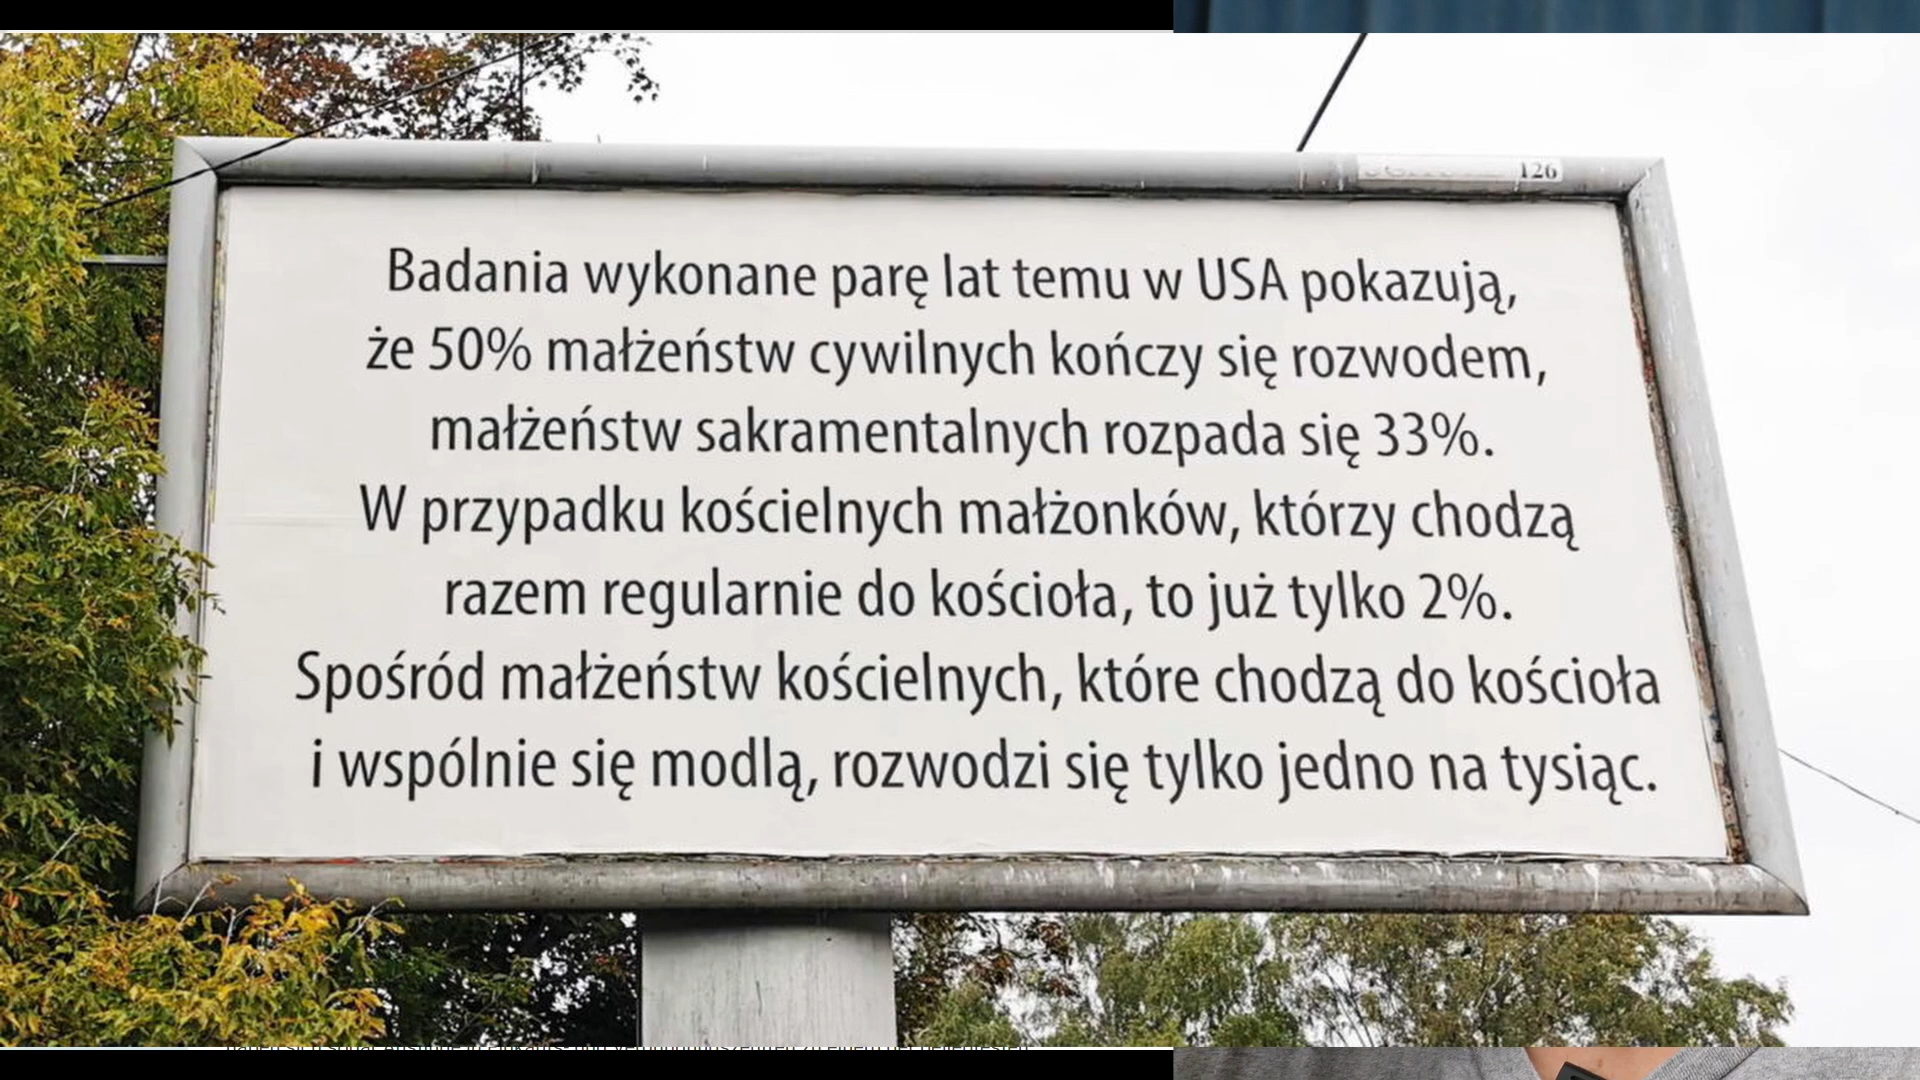 126
Badania wykonane parę lat temu w USA pokazują,
że 50% małżeństw cywilnych kończy się rozwodem,
małżeństw sakramentalnych rozpada się 33%.
W przypadku kościelnych małżonków, którzy chodzą
razem regularnie do kościoła, to już tylko 2%.
Spośród małżeństw kościelnych, które chodzą do kościoła
i wspólnie się modlą, rozwodzi się tylko jedno na tysiąc.